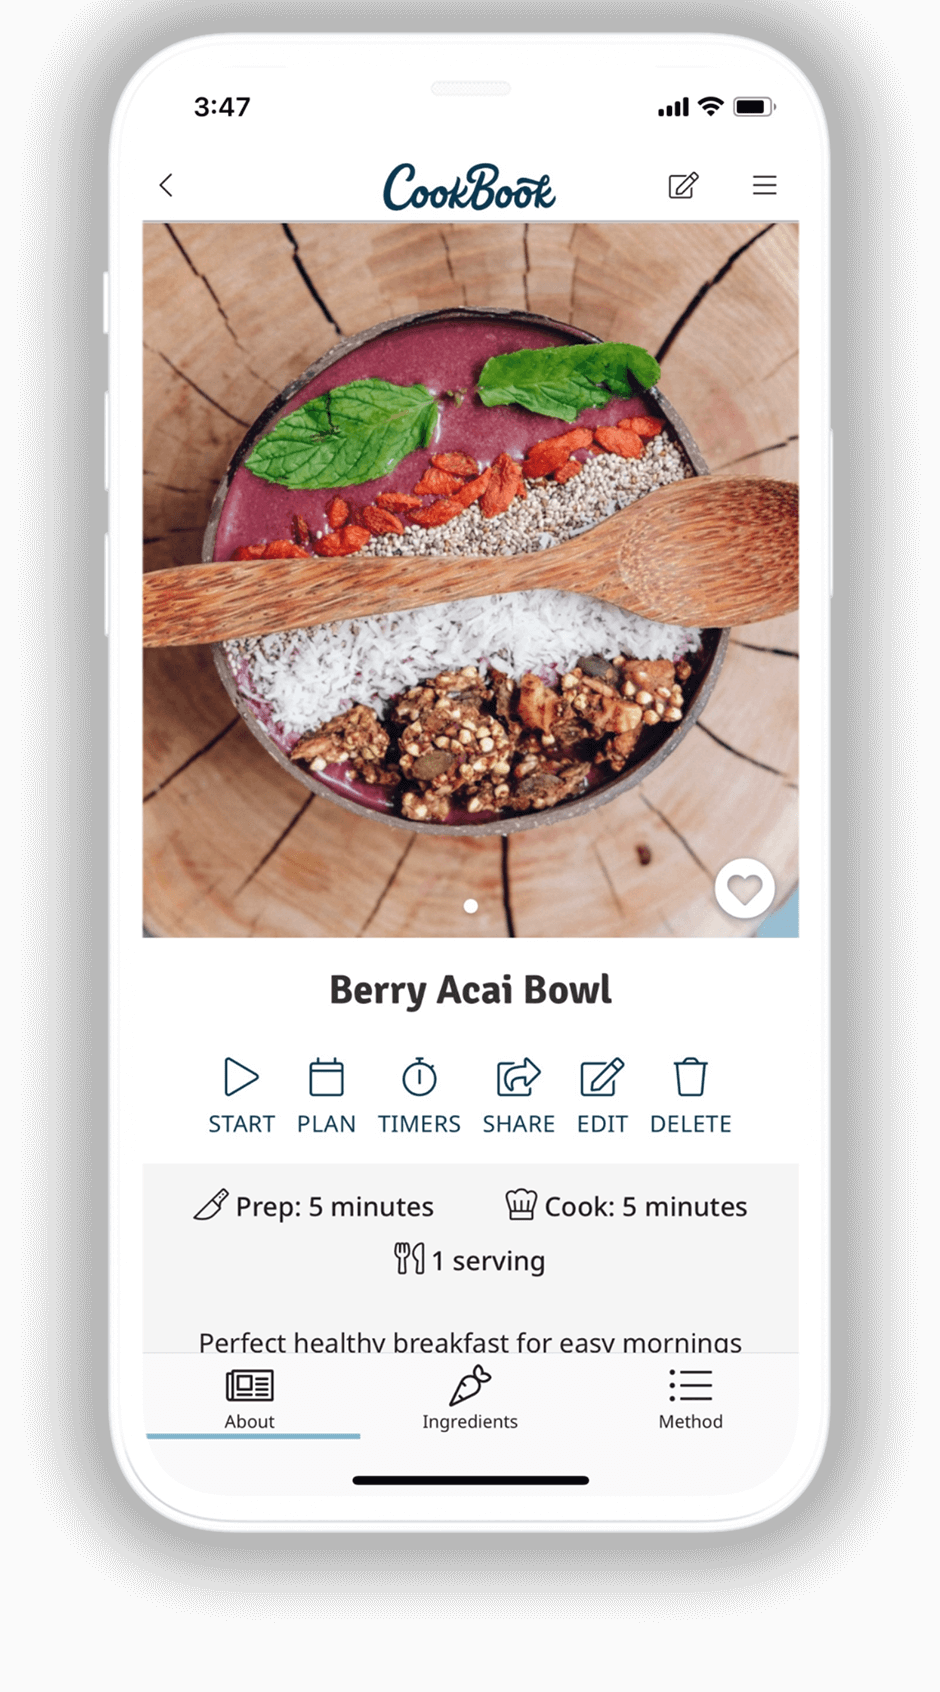 3:47
CookBook
Berry Acai Bowl
START PLAN TIMERS SHARE EDIT DELETE
Prep: 5 minutes Cook: 5 minutes
1 serving
Perfect healthy breakfast for easy mornings
About Ingredients Method